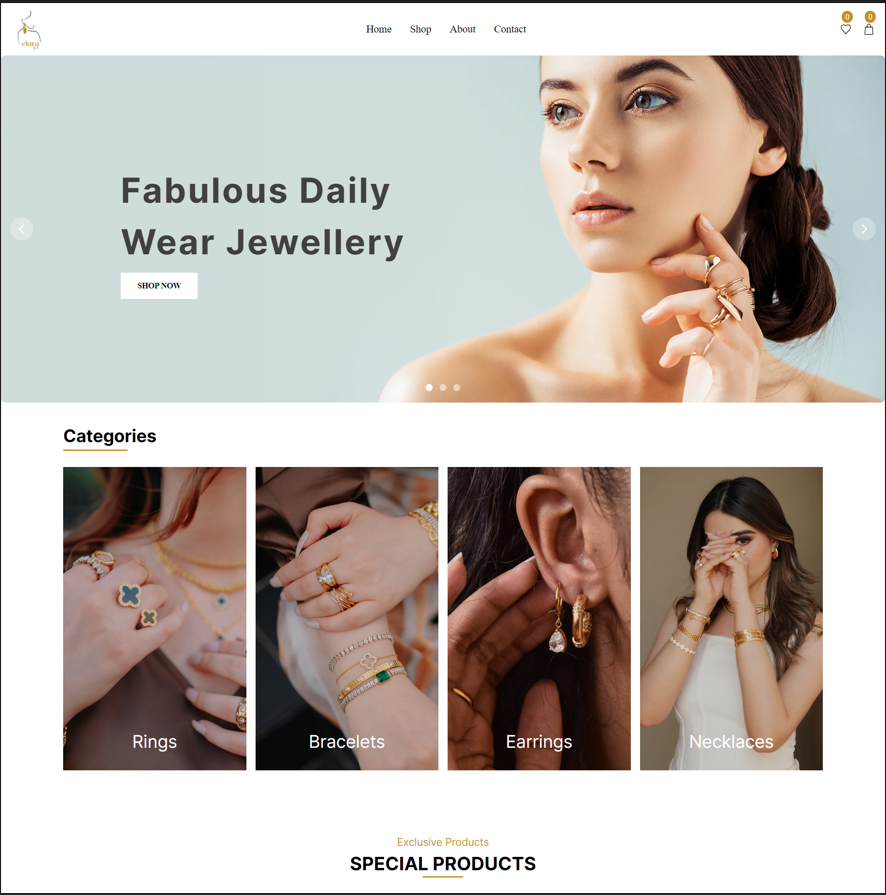 Home Shop About Contact
0 0
elara
Fabulous Daily
Wear Jewellery
SHOP NOW
Categories
Rings Bracelets Earrings Necklaces
Exclusive Products
SPECIAL PRODUCTS